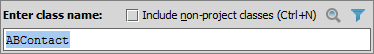 Enter class name: Include non-project classes (Ctrl+N)
ABContact